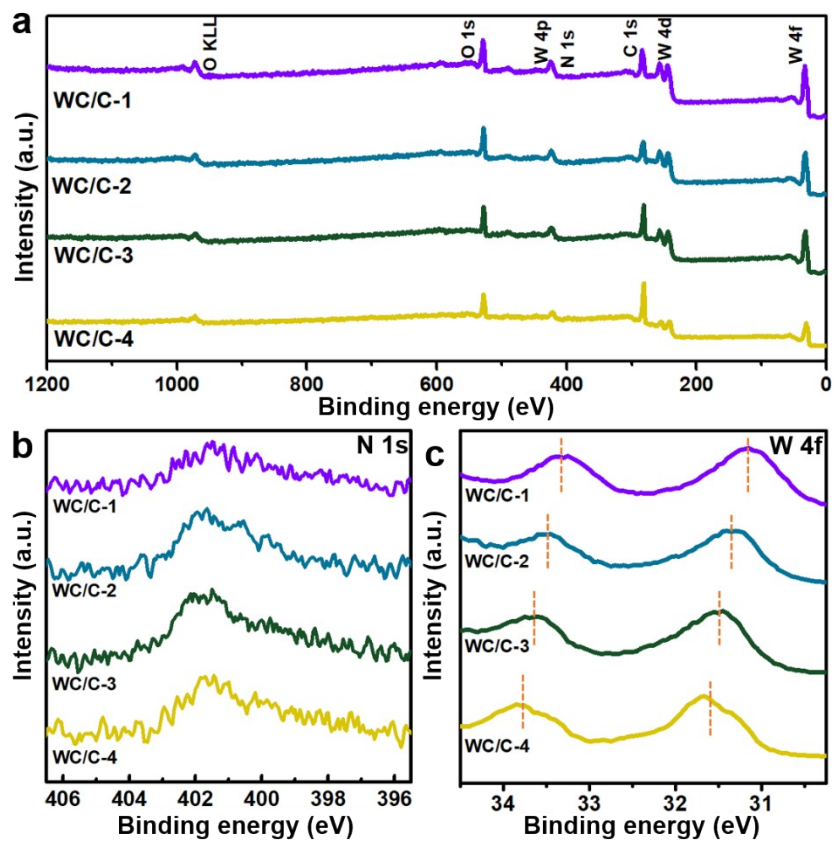 a
O KLL
O 1s
W 4p
N 1s
C 1s
W 4d
W 4f
WC/C-1
WC/C-2
WC/C-3
WC/C-4
Intensity (a.u.)
1200 1000 800 600 400 200 0
Binding energy (eV)
b
N 1s
WC/C-1
WC/C-2
WC/C-3
WC/C-4
Intensity (a.u.)
406 404 402 400 398 396
Binding energy (eV)
c
W 4f
WC/C-1
WC/C-2
WC/C-3
WC/C-4
Intensity (a.u.)
34 33 32 31
Binding energy (eV)